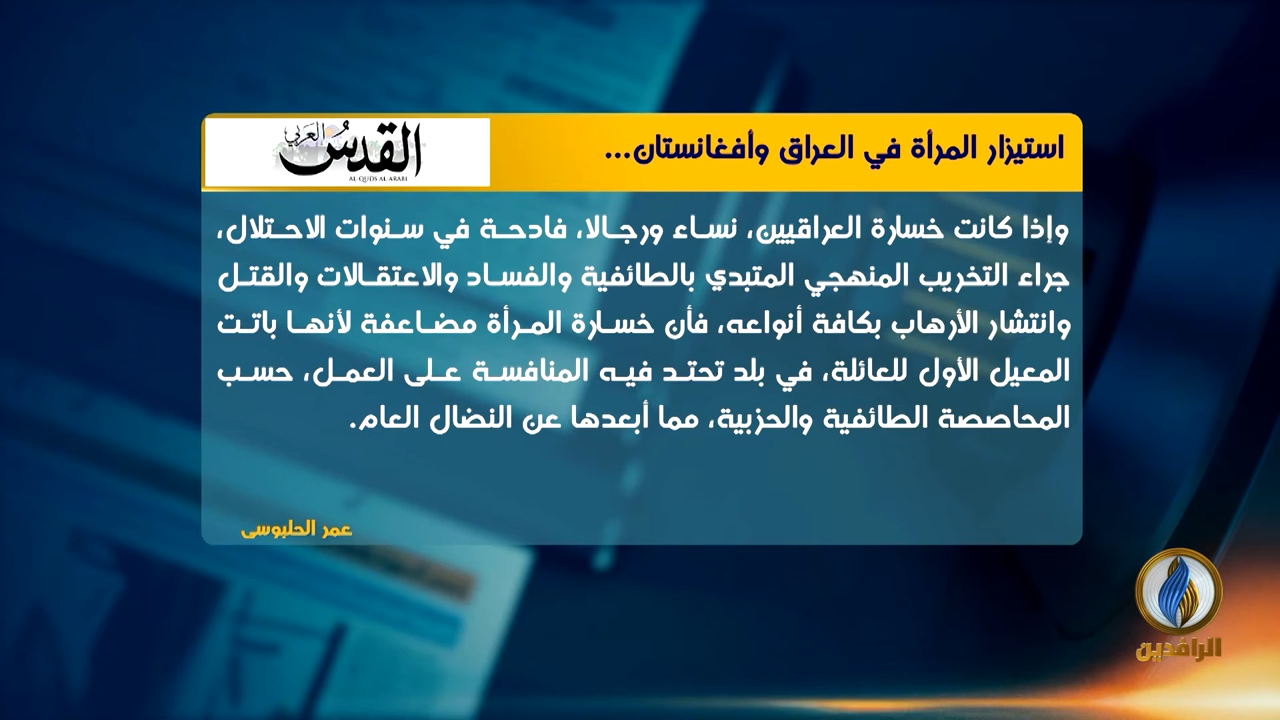 استيزار المرأة في العراق وأفغانستان...
القدس العربي
AL-QUDS AL-ARABI
وإذا كانت خسارة العراقيين، نساء ورجالا، فادحة في سنوات الاحتلال،
جراء التخريب المنهجي المتبدي بالطائفية والفساد والاعتقالات والقتل
وانتشار الأرهاب بكافة أنواعه، فأن خسارة المرأة مضاعفة لأنها باتت
المعيل الأول للعائلة، في بلد تحتد فيه المنافسة على العمل، حسب
المحاصصة الطائفية والحزبية، مما أبعدها عن النضال العام.
عمر الحلبوسي
الرافدين